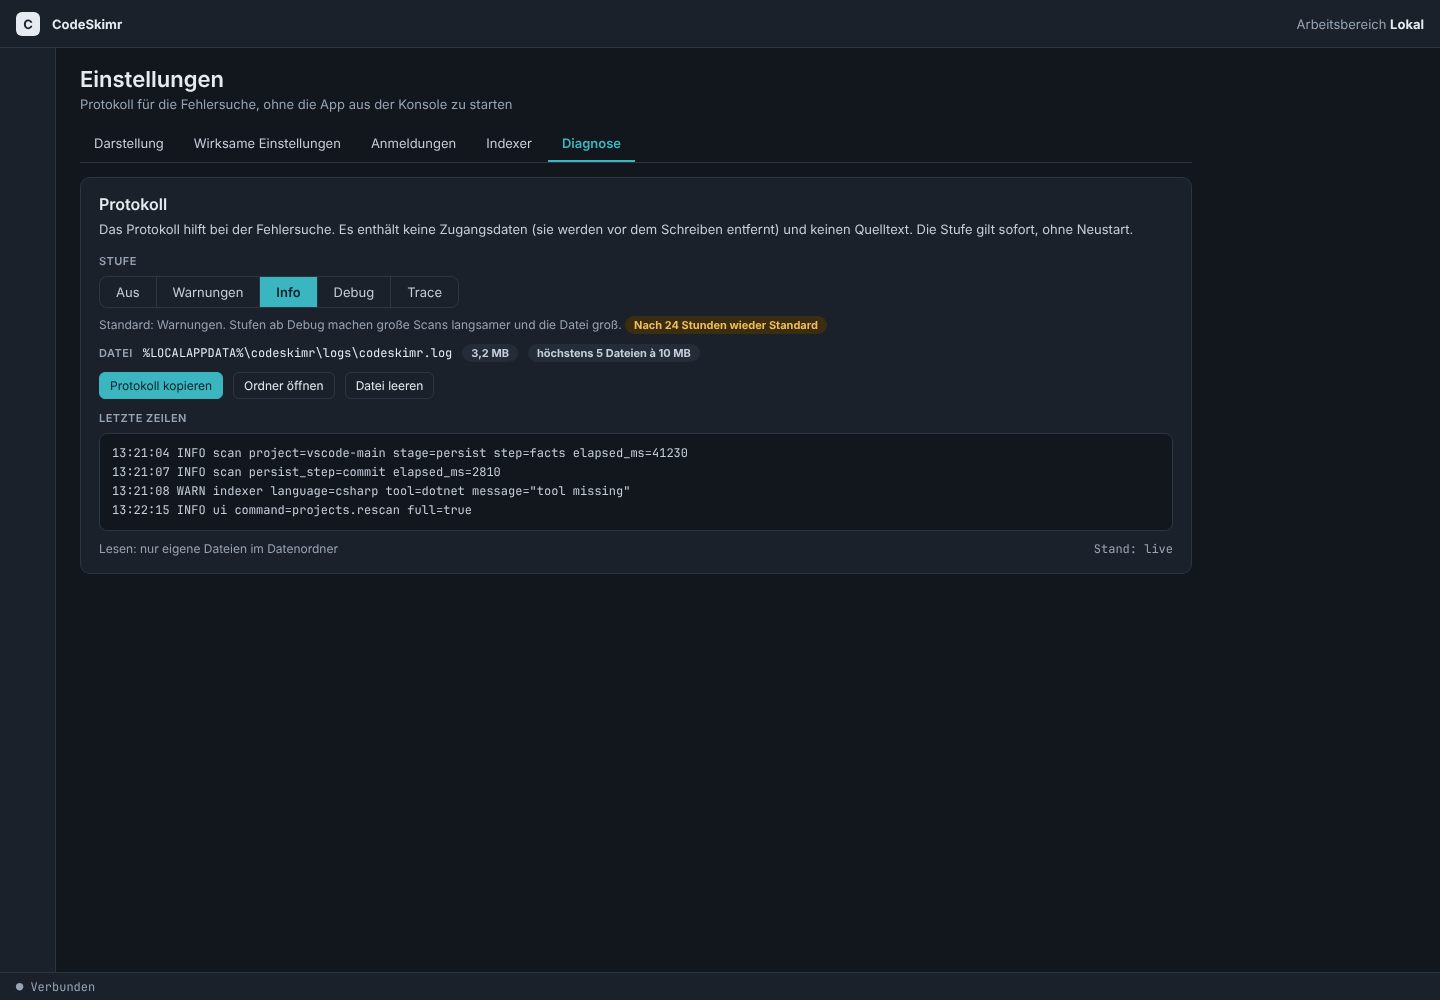 C CodeSkimr Arbeitsbereich Lokal
Einstellungen
Protokoll für die Fehlersuche, ohne die App aus der Konsole zu starten
Darstellung Wirksame Einstellungen Anmeldungen Indexer Diagnose
Protokoll
Das Protokoll hilft bei der Fehlersuche. Es enthält keine Zugangsdaten (sie werden vor dem Schreiben entfernt) und keinen Quelltext. Die Stufe gilt sofort, ohne Neustart.
STUFE
Aus Warnungen Info Debug Trace
Standard: Warnungen. Stufen ab Debug machen große Scans langsamer und die Datei groß. Nach 24 Stunden wieder Standard
DATEI %LOCALAPPDATA%\codeskimr\logs\codeskimr.log 3,2 MB höchstens 5 Dateien à 10 MB
Protokoll kopieren Ordner öffnen Datei leeren
LETZTE ZEILEN
13:21:04 INFO scan project=vscode-main stage=persist step=facts elapsed_ms=41230
13:21:07 INFO scan persist_step=commit elapsed_ms=2810
13:21:08 WARN indexer language=csharp tool=dotnet message="tool missing"
13:22:15 INFO ui command=projects.rescan full=true
Lesen: nur eigene Dateien im Datenordner Stand: live
Verbunden